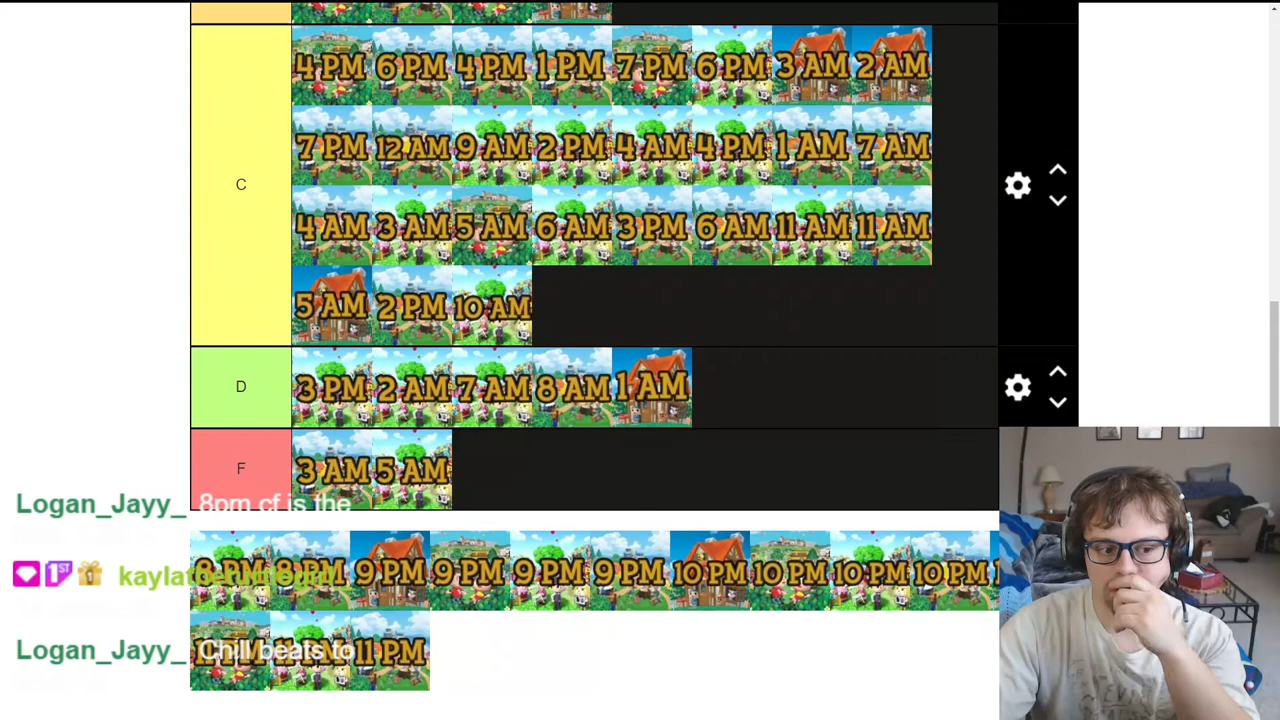 C
4 PM 6 PM 4 PM 1 PM 7 PM 6 PM 3 AM 2 AM
7 PM 12 AM 9 AM 2 PM 4 AM 4 PM 1 AM 7 AM
4 AM 3 AM 5 AM 6 AM 3 PM 6 AM 11 AM 11 AM
5 AM 2 PM 10 AM
D
3 PM 2 AM 7 AM 8 AM 1 AM
F
3 AM 5 AM
Logan_Jayy_ 8pm cf is the
8 PM 8 PM 9 PM 9 PM 9 PM 9 PM 10 PM 10 PM 10 PM 10 PM
1ST
11 PM 11 PM 11 PM
Logan_Jayy_ Chill beats to